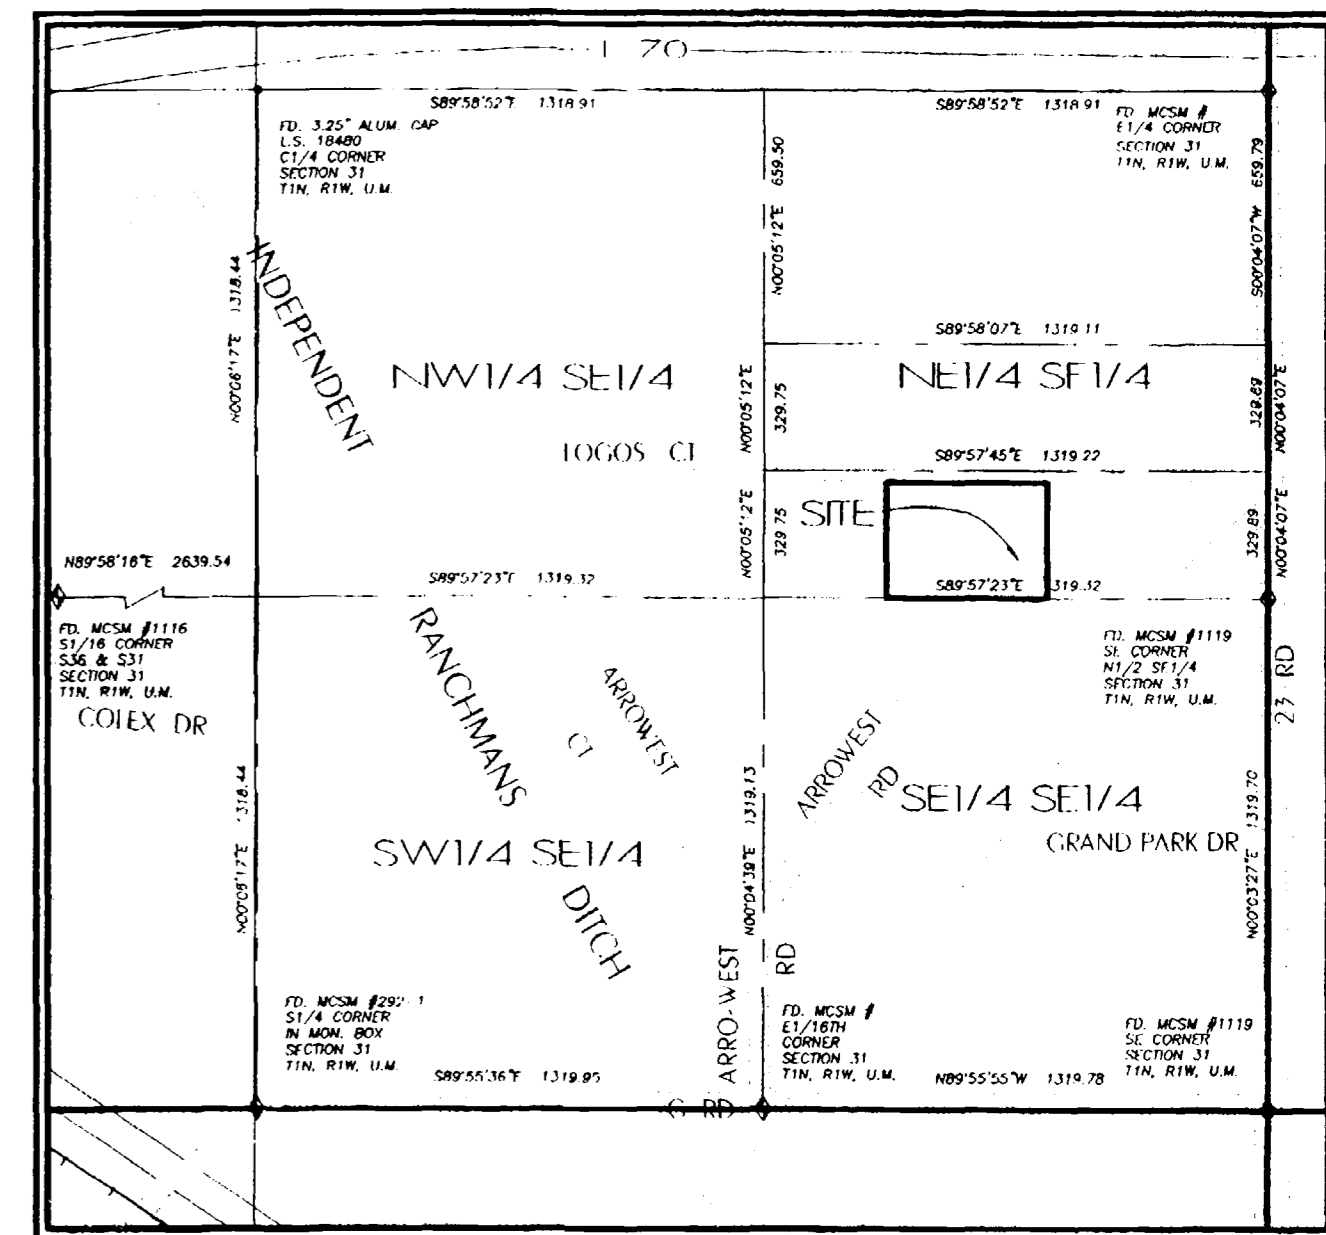 I 70
S89°58'52"E 1318.91
S89°58'52"E 1318.91
FD. 3.25" ALUM. CAP
L.S. 18480
C1/4 CORNER
SECTION 31
T1N, R1W, U.M.
FD. MCSM #
E1/4 CORNER
SECTION 31
T1N, R1W, U.M.
N00°05'12"E 659.50
S00°04'07"W 659.79
N00°06'17"E 1318.44
INDEPENDENT
S89°58'07"E 1319.11
NW1/4 SE1/4
NE1/4 SE1/4
N00°05'12"E 329.75
329.89 N00°04'07"E
LOGOS CT
S89°57'45"E 1319.22
SITE
N00°05'12"E 329.75
329.89 N00°04'07"E
N89°58'16"E 2639.54
S89°57'23"E 1319.32
S89°57'23"E 1319.32
FD. MCSM #1116
S1/16 CORNER
S36 & S31
SECTION 31
T1N, R1W, U.M.
FD. MCSM #1119
SE CORNER
N1/2 SE1/4
SECTION 31
T1N, R1W, U.M.
COLEX DR
RANCHMANS
ARROWEST
CT
ARROWEST
RD
23 RD
SE1/4 SE1/4
GRAND PARK DR
N00°04'39"E 1319.13
N00°03'27"E 1319.70
1318.44
SW1/4 SE1/4
DITCH
ARRO-WEST
RD
FD. MCSM
S1/4 CORNER
IN MON. BOX
SECTION 31
T1N, R1W, U.M.
FD. MCSM #
E1/16TH
CORNER
SECTION 31
T1N, R1W, U.M.
FD. MCSM #1119
SE CORNER
SECTION 31
T1N, R1W, U.M.
S89°55'36"E 1319.95
N89°55'55"W 1319.78
G RD